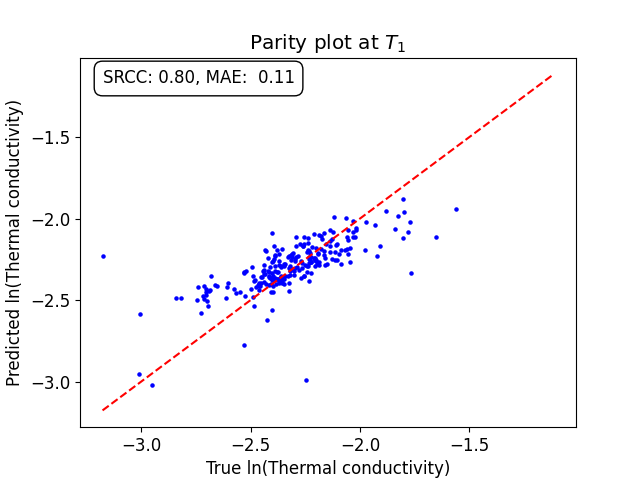 Parity plot at T₁
SRCC: 0.80, MAE:  0.11
Predicted ln(Thermal conductivity)
−1.5
−2.0
−2.5
−3.0
−3.0 −2.5 −2.0 −1.5
True ln(Thermal conductivity)